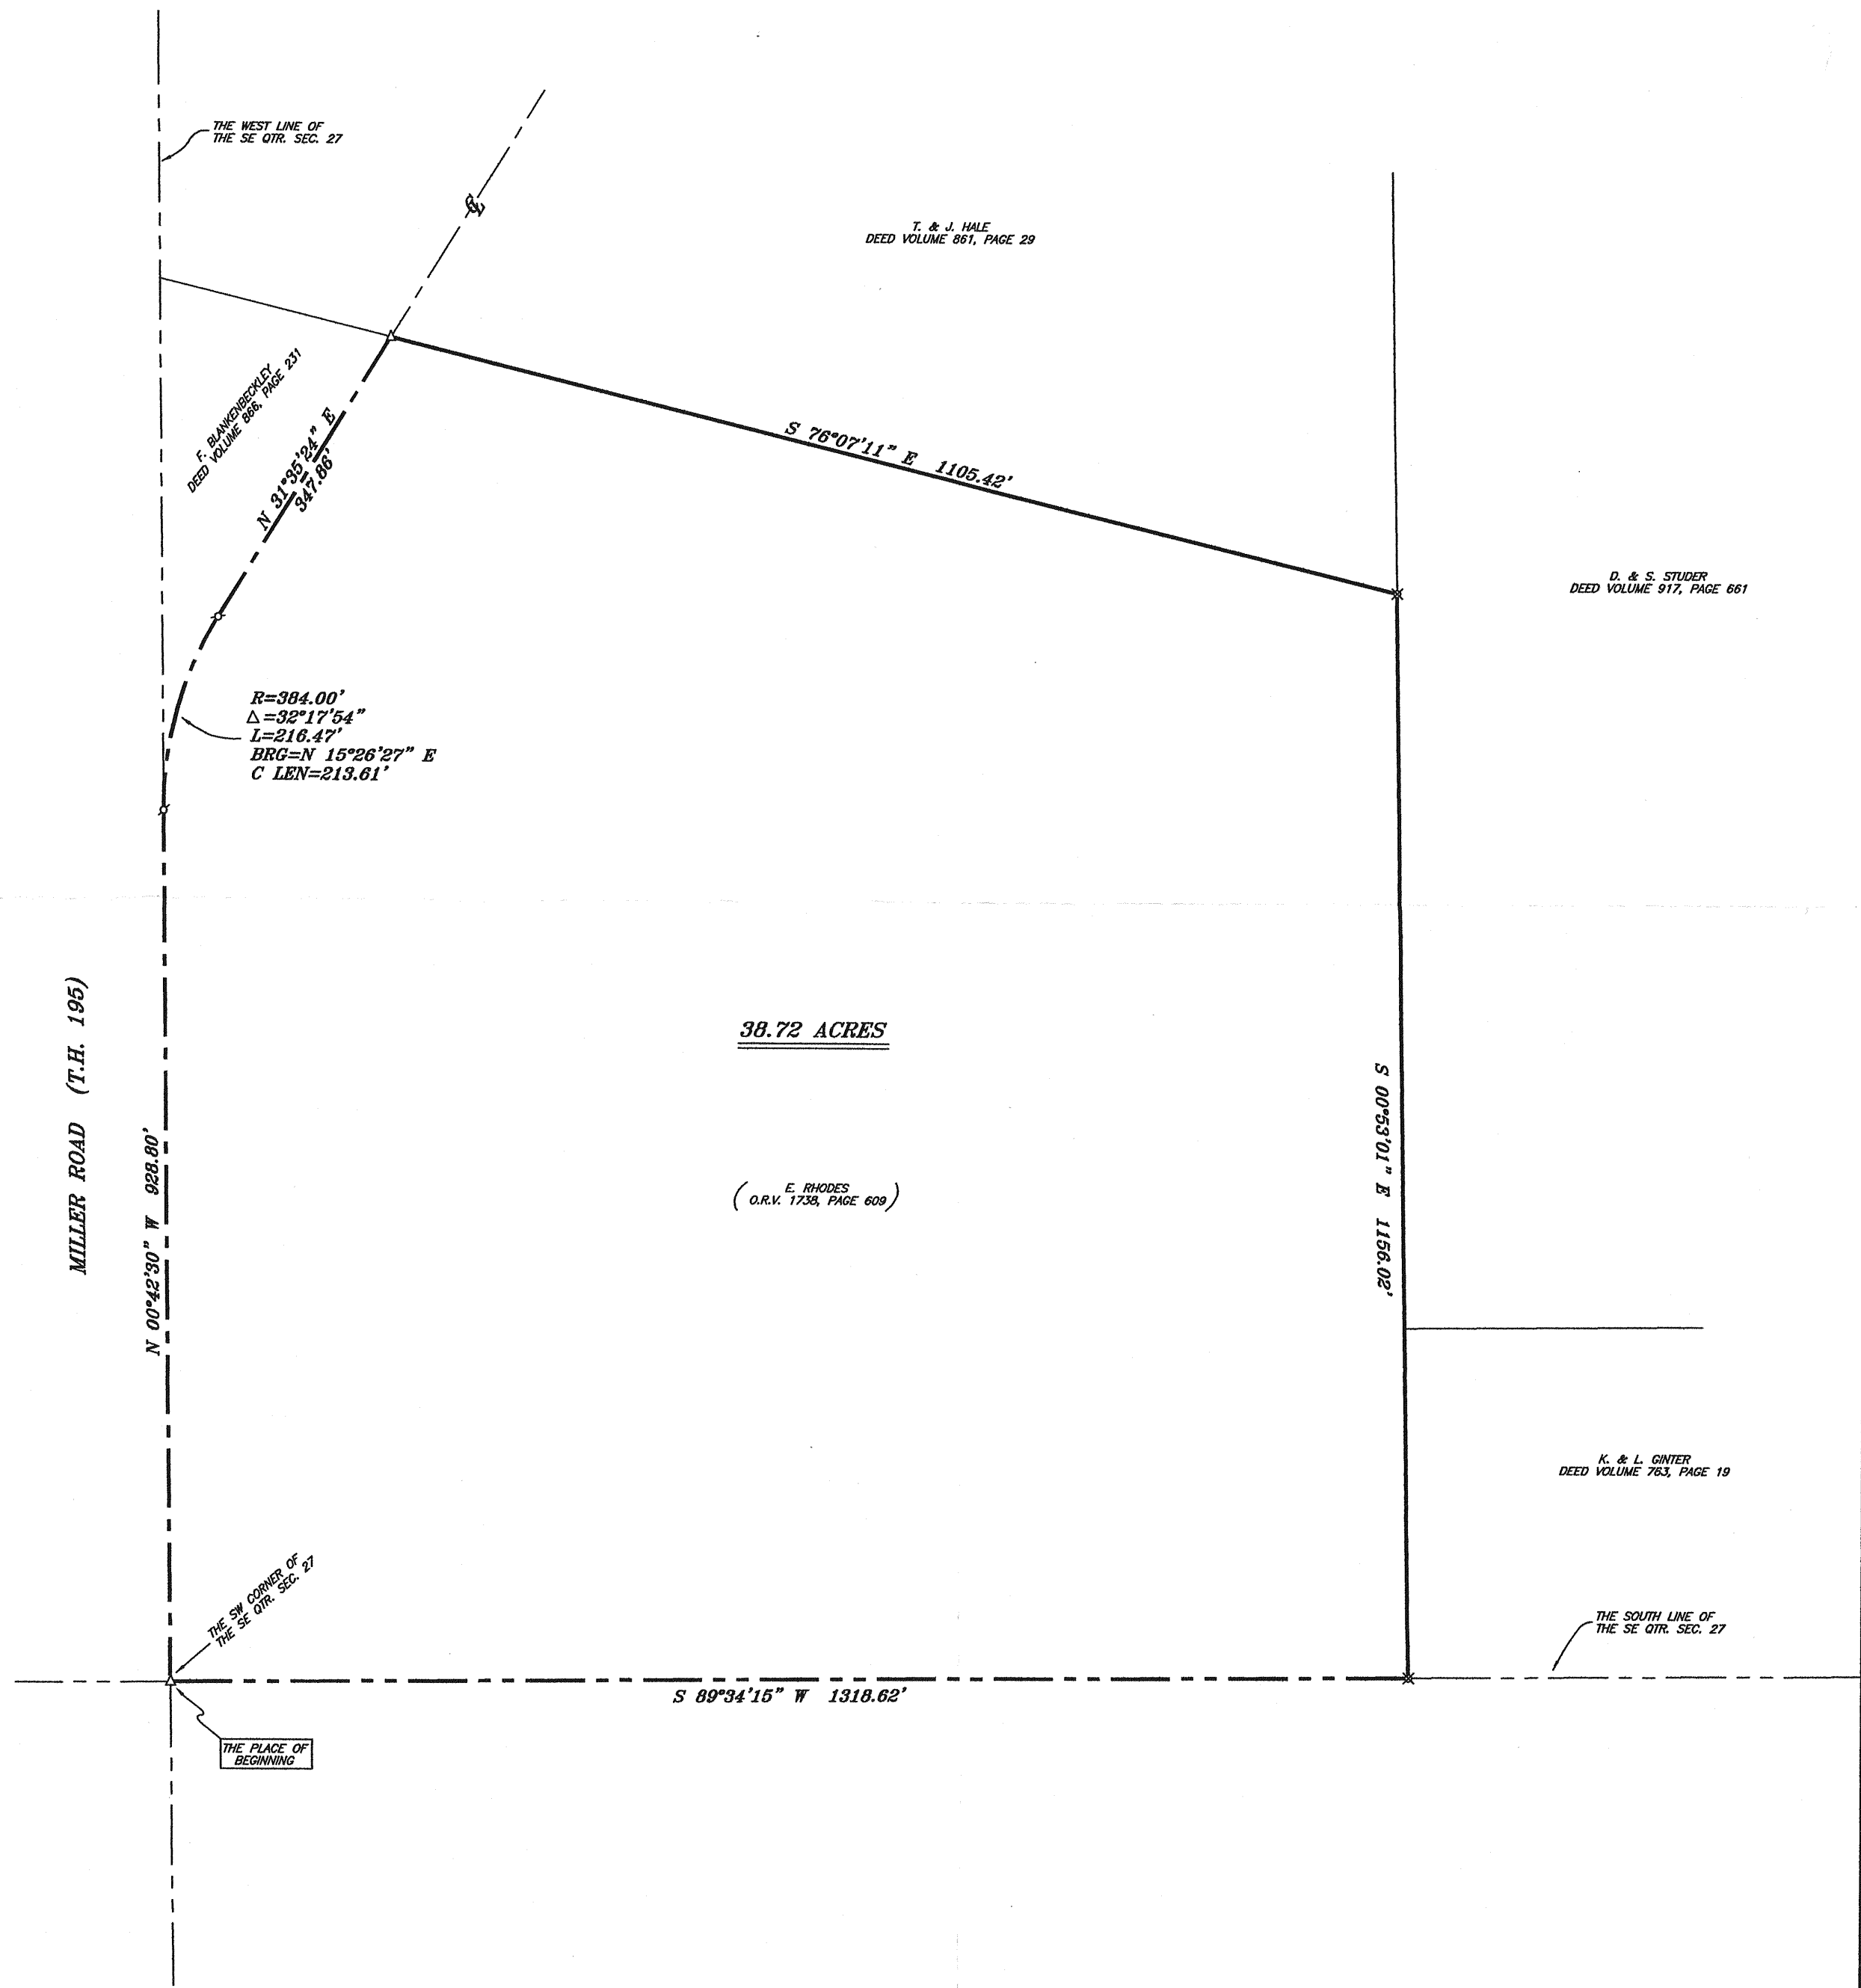 THE WEST LINE OF
THE SE QTR. SEC. 27
℄
T. & J. HALE
DEED VOLUME 861, PAGE 29
F. BLANKENBECKLEY
DEED VOLUME 866, PAGE 231
N 31°35'24" E
347.86'
S 76°07'11" E 1105.42'
D. & S. STUDER
DEED VOLUME 917, PAGE 661
R=384.00'
△=32°17'54"
L=216.47'
BRG=N 15°26'27" E
C LEN=213.61'
MILLER ROAD (T.H. 195)
N 00°42'30" W 928.80'
38.72 ACRES
(E. RHODES
O.R.V. 1738, PAGE 609)
S 00°53'01" E 1156.02'
K. & L. GINTER
DEED VOLUME 763, PAGE 19
THE SW CORNER OF
THE SE QTR. SEC. 27
THE SOUTH LINE OF
THE SE QTR. SEC. 27
S 89°34'15" W 1318.62'
THE PLACE OF
BEGINNING